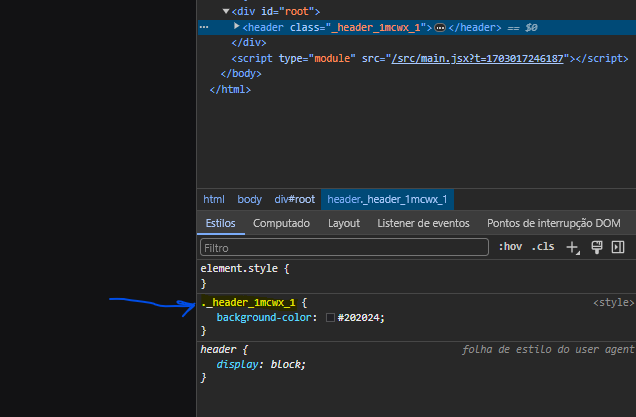 <div id="root">
<header class="_header_1mcwx_1"> … </header> == $0
</div>
<script type="module" src="/src/main.jsx?t=1703017246187"></script>
</body>
</html>
html body div#root header._header_1mcwx_1
Estilos Computado Layout Listener de eventos Pontos de interrupção DOM
Filtro :hov .cls
element.style {
}
._header_1mcwx_1 { <style>
background-color: #202024;
}
header { folha de estilo do user agent
display: block;
}